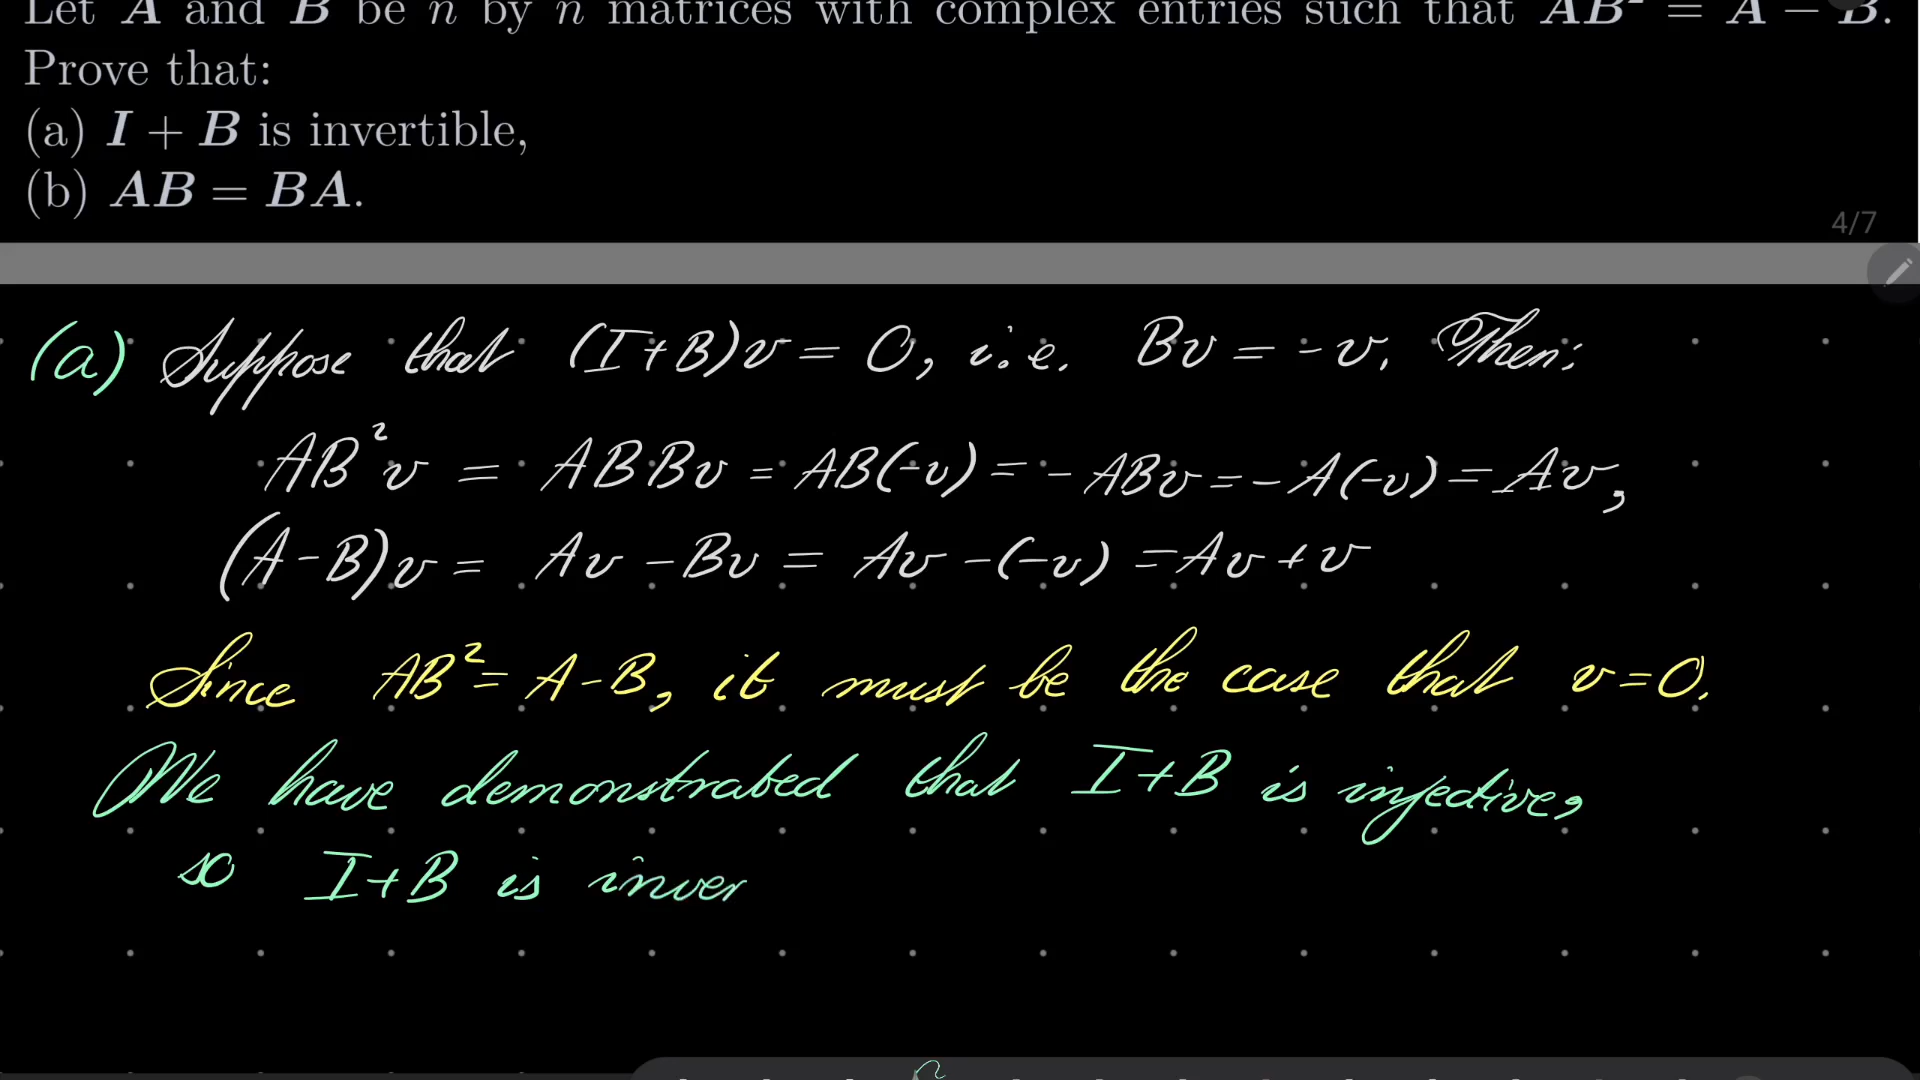 Let A and B be n by n matrices with complex entries such that AB² = A − B.
Prove that:
(a) I + B is invertible,
(b) AB = BA.
4/7
(a) Suppose that (I+B)v = 0, i.e. Bv = -v. Then:
AB²v = ABBv = AB(-v) = -ABv = -A(-v) = Av,
(A-B)v = Av - Bv = Av -(-v) = Av + v
Since AB² = A-B, it must be the case that v=0.
We have demonstrated that I+B is injective,
so I+B is inver